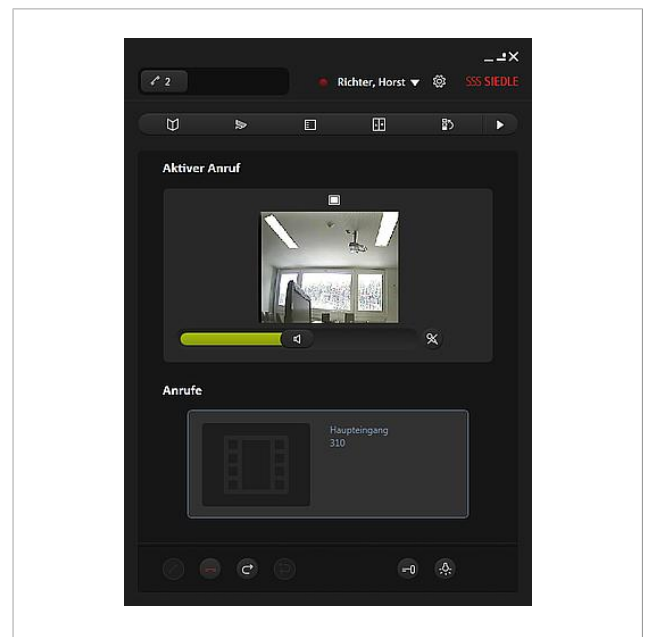 2
Richter, Horst
SSS SIEDLE
Aktiver Anruf
Anrufe
Haupteingang
310